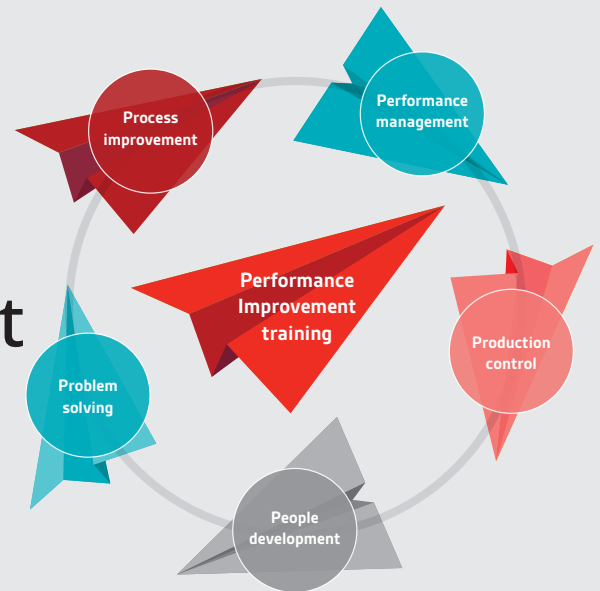 Process
improvement
Performance
management
Performance
Improvement
training
t
Problem
solving
Production
control
People
development